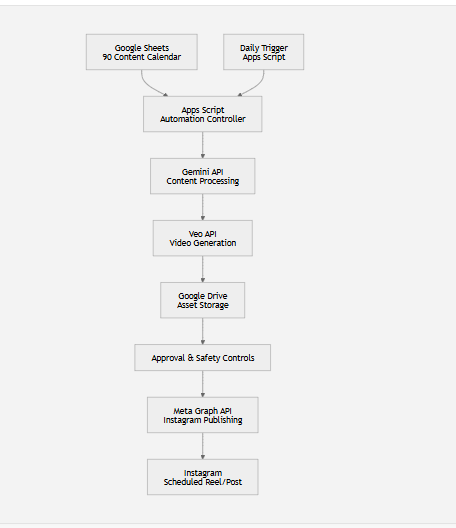 Google Sheets
90 Content Calendar
Daily Trigger
Apps Script
Apps Script
Automation Controller
Gemini API
Content Processing
Veo API
Video Generation
Google Drive
Asset Storage
Approval & Safety Controls
Meta Graph API
Instagram Publishing
Instagram
Scheduled Reel/Post